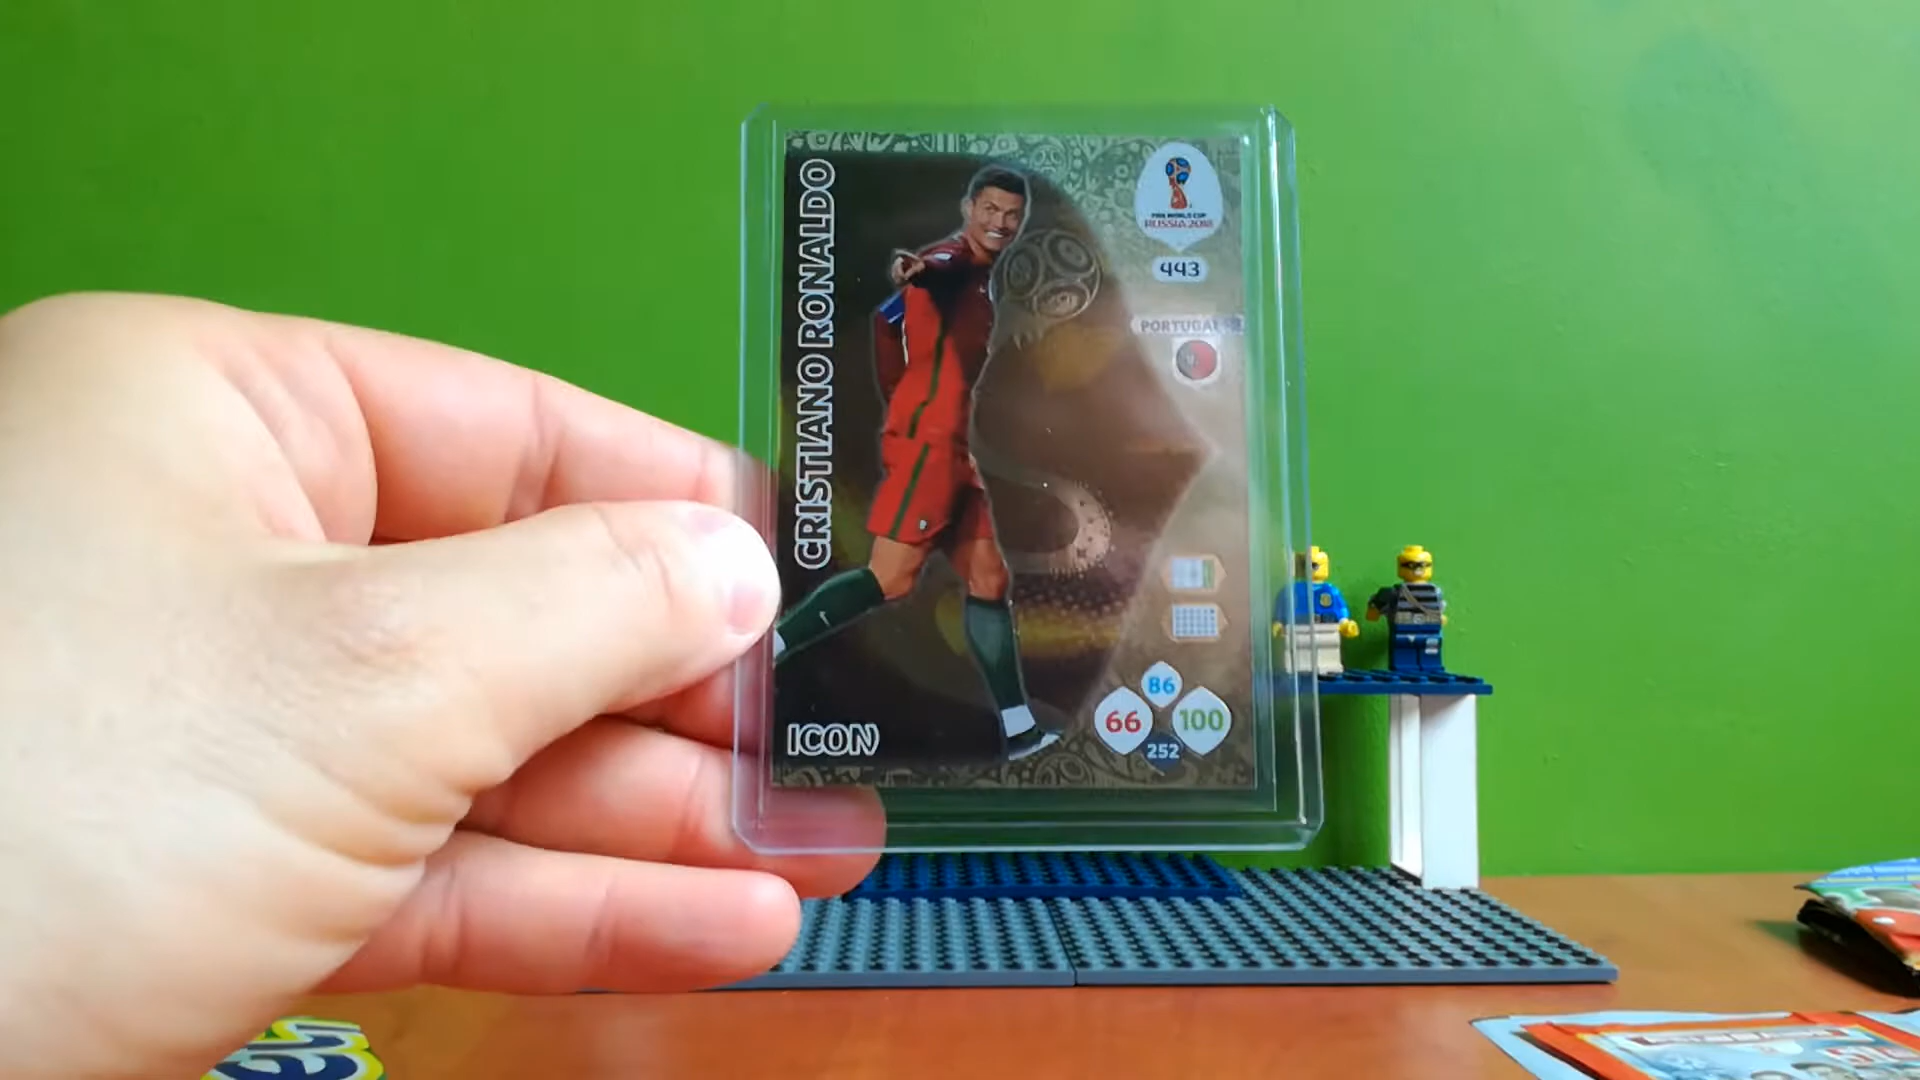 CRISTIANO RONALDO
FIFA WORLD CUP
RUSSIA 2018
443
PORTUGAL
86
66
100
252
ICON